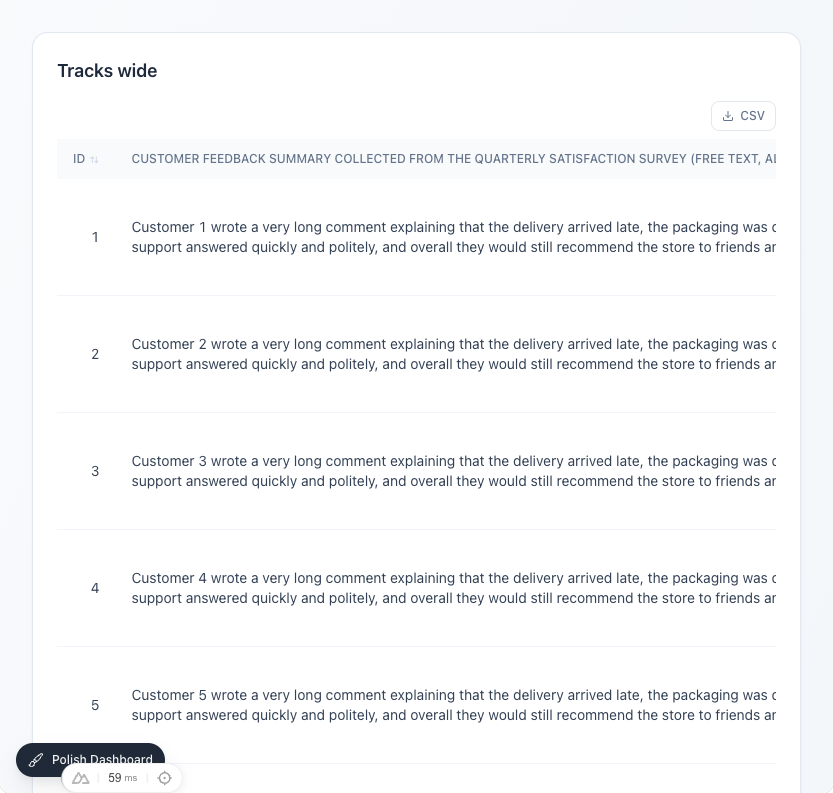 Tracks wide
CSV
ID CUSTOMER FEEDBACK SUMMARY COLLECTED FROM THE QUARTERLY SATISFACTION SURVEY (FREE TEXT,
1
Customer 1 wrote a very long comment explaining that the delivery arrived late, the packaging was
support answered quickly and politely, and overall they would still recommend the store to friends
2
Customer 2 wrote a very long comment explaining that the delivery arrived late, the packaging was
support answered quickly and politely, and overall they would still recommend the store to friends
3
Customer 3 wrote a very long comment explaining that the delivery arrived late, the packaging was
support answered quickly and politely, and overall they would still recommend the store to friends
4
Customer 4 wrote a very long comment explaining that the delivery arrived late, the packaging was
support answered quickly and politely, and overall they would still recommend the store to friends
5
Customer 5 wrote a very long comment explaining that the delivery arrived late, the packaging was
support answered quickly and politely, and overall they would still recommend the store to friends
Polish Dashboard
59 ms